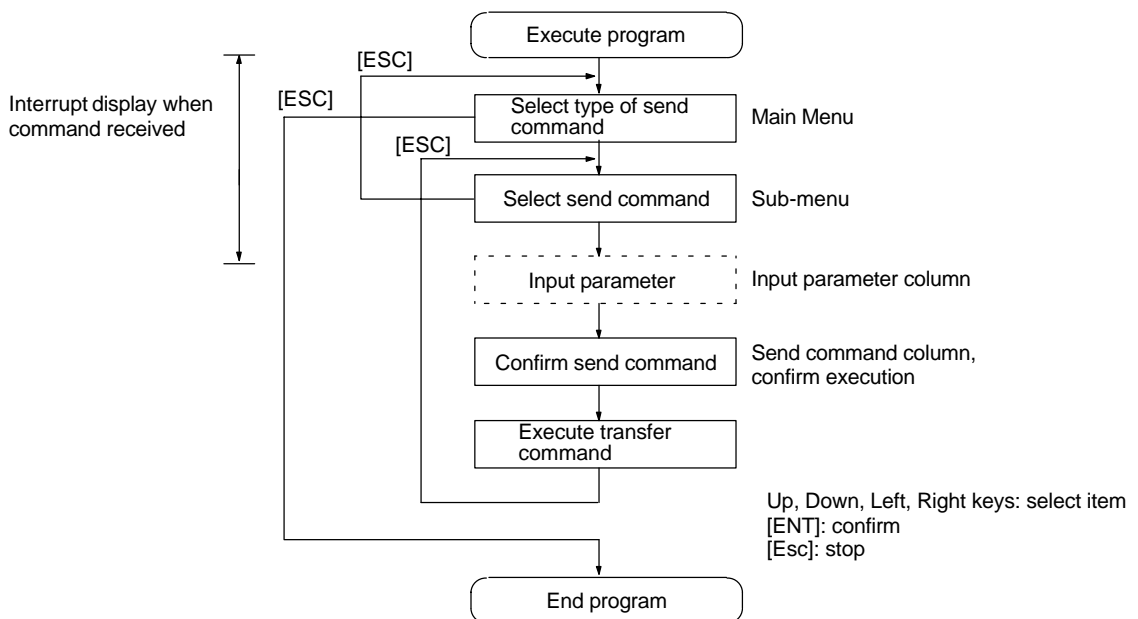 Execute program
[ESC]
[ESC]
Interrupt display when
command received
Select type of send
command
Main Menu
[ESC]
Select send command
Sub-menu
Input parameter
Input parameter column
Confirm send command
Send command column,
confirm execution
Execute transfer
command
Up, Down, Left, Right keys: select item
[ENT]: confirm
[Esc]: stop
End program